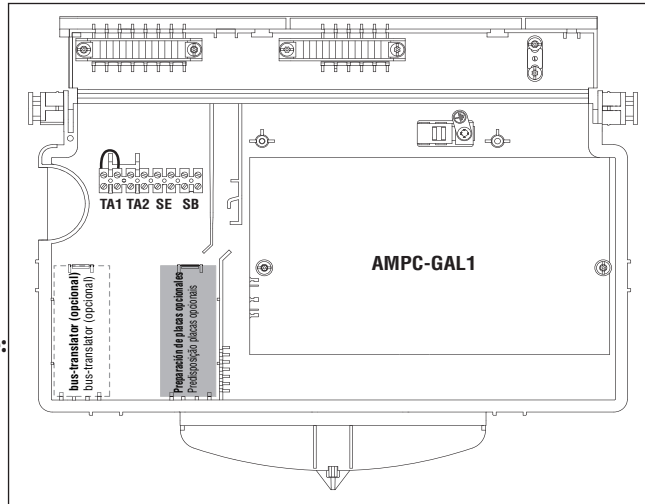 TA1 TA2 SE SB
AMPC-GAL1
bus-translator (opcional)
bus-translator (opcional)
Preparación de placas opcionales
Predisposição placas opcionais